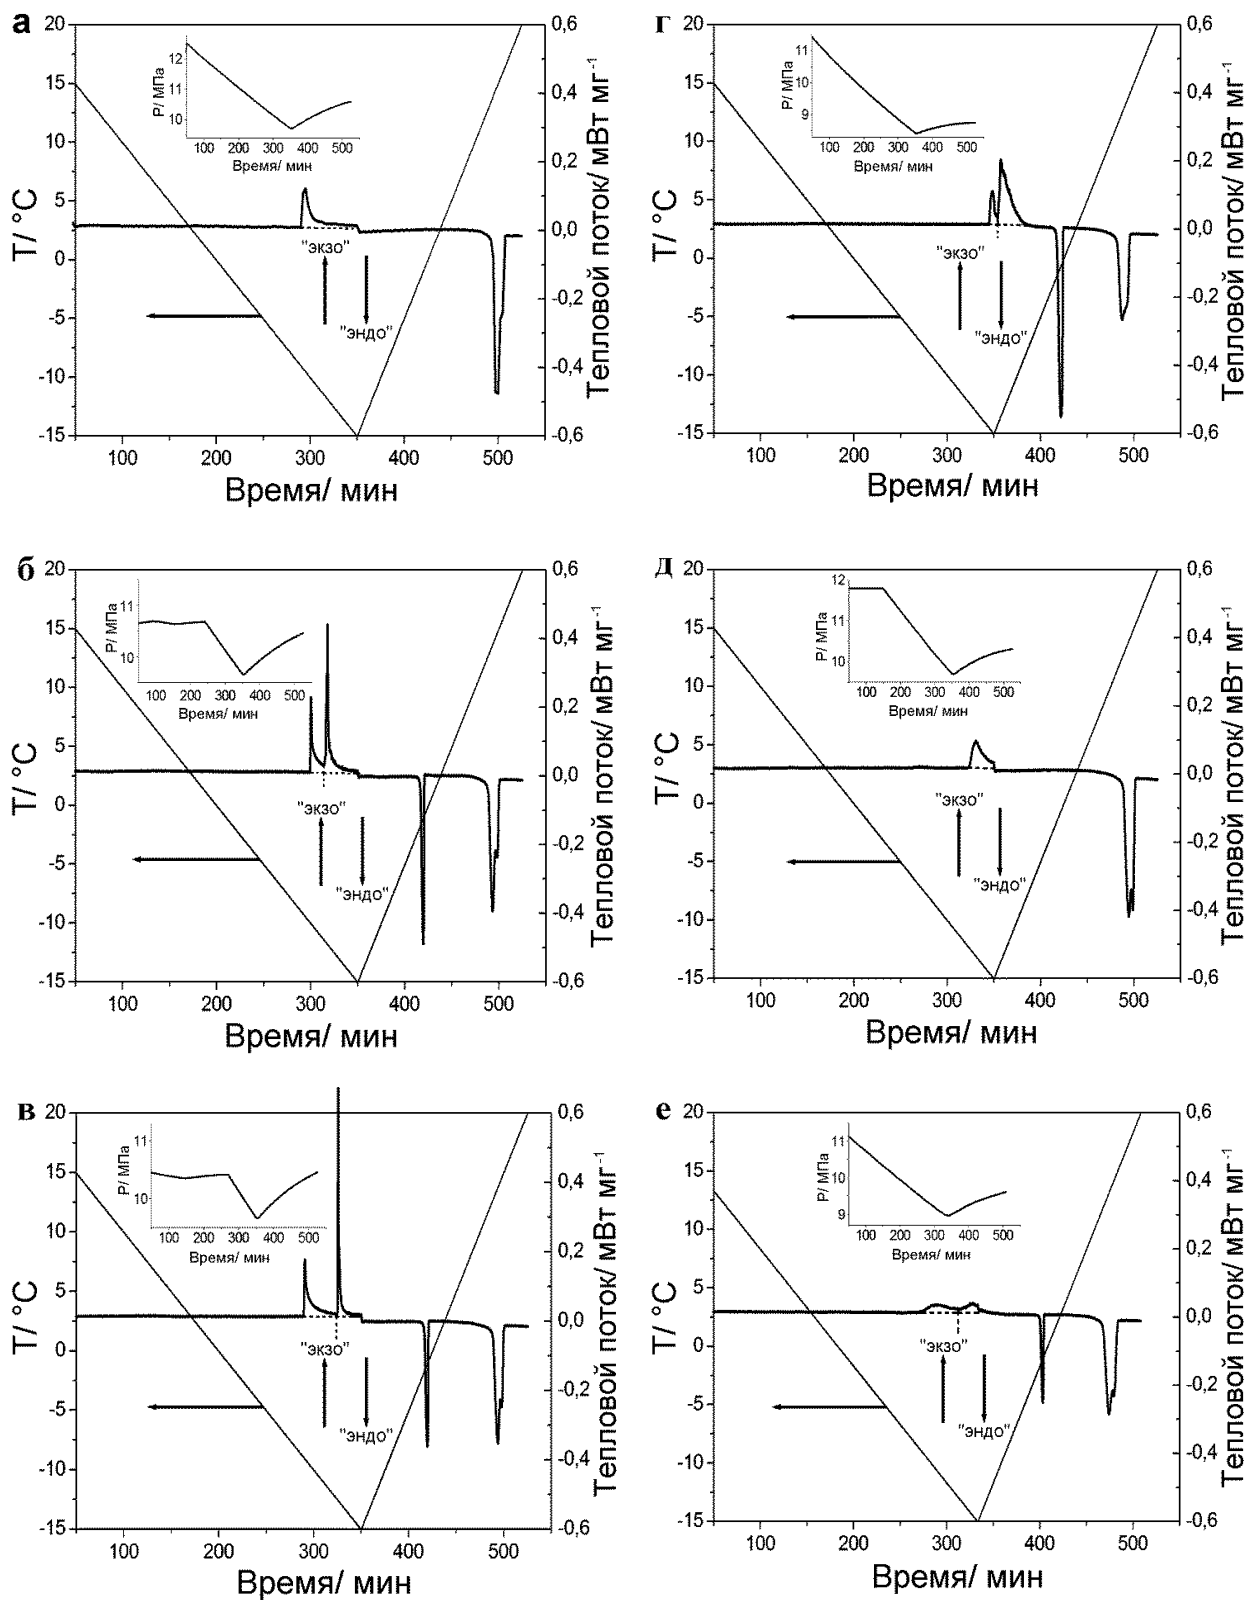 а
20
15
10
5
0
-5
-10
-15
T/ °C
100
200
300
400
500
Время/ мин
0,6
0,4
0,2
0,0
-0,2
-0,4
-0,6
Тепловой поток/ мВт мг⁻¹
12
11
10
P/ МПа
100 200 300 400 500
Время/ мин
"экзо"
"эндо"
г
20
15
10
5
0
-5
-10
-15
T/ °C
100
200
300
400
500
Время/ мин
0,6
0,4
0,2
0,0
-0,2
-0,4
-0,6
Тепловой поток/ мВт мг⁻¹
11
10
9
P/ МПа
100 200 300 400 500
Время/ мин
"экзо"
"эндо"
б
20
15
10
5
0
-5
-10
-15
T/ °C
100
200
300
400
500
Время/ мин
0,6
0,4
0,2
0,0
-0,2
-0,4
-0,6
Тепловой поток/ мВт мг⁻¹
11
10
P/ МПа
100 200 300 400 500
Время/ мин
"экзо"
"эндо"
д
20
15
10
5
0
-5
-10
-15
T/ °C
100
200
300
400
500
Время/ мин
0,6
0,4
0,2
0,0
-0,2
-0,4
-0,6
Тепловой поток/ мВт мг⁻¹
12
11
10
P/ МПа
100 200 300 400 500
Время/ мин
"экзо"
"эндо"
в
20
15
10
5
0
-5
-10
-15
T/ °C
100
200
300
400
500
Время/ мин
0,6
0,4
0,2
0,0
-0,2
-0,4
-0,6
Тепловой поток/ мВт мг⁻¹
11
10
P/ МПа
100 200 300 400 500
Время/ мин
"экзо"
"эндо"
е
20
15
10
5
0
-5
-10
-15
T/ °C
100
200
300
400
500
Время/ мин
0,6
0,4
0,2
0,0
-0,2
-0,4
-0,6
Тепловой поток/ мВт мг⁻¹
11
10
9
P/ МПа
100 200 300 400 500
Время/ мин
"экзо"
"эндо"